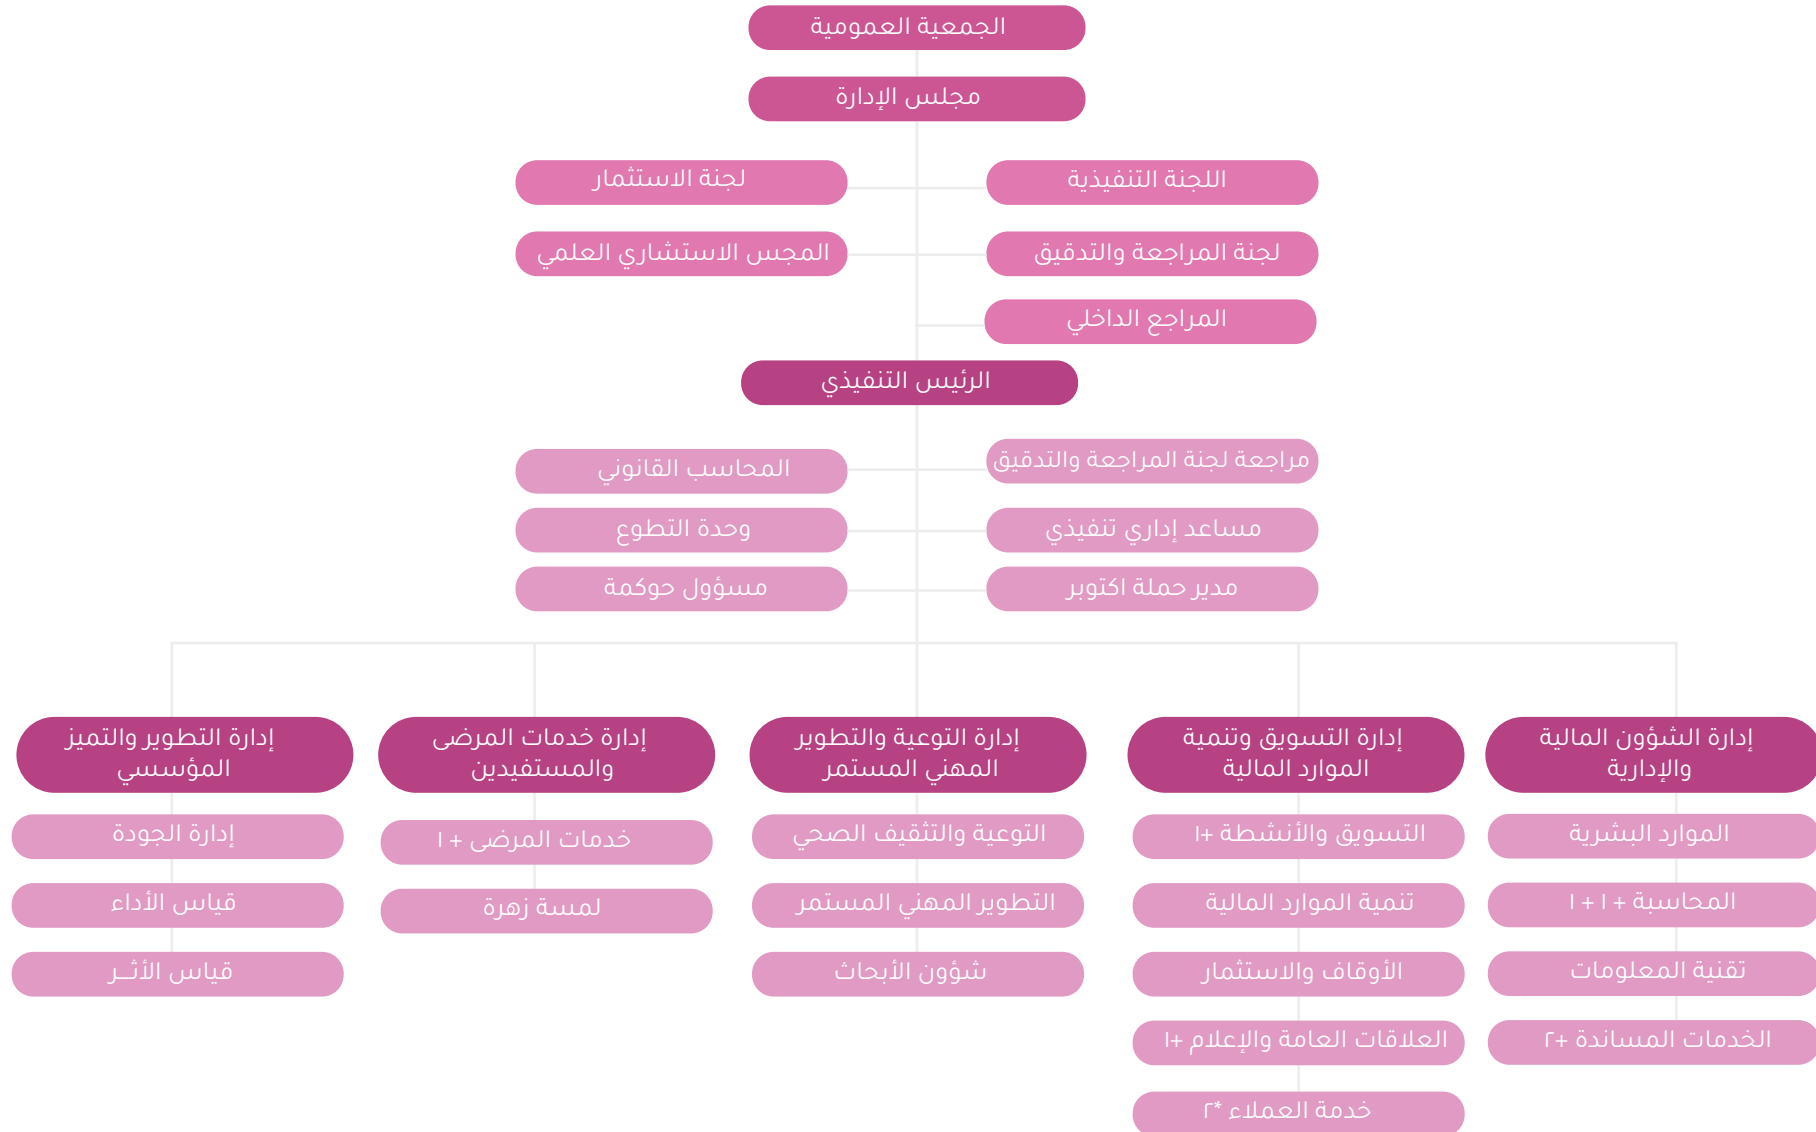 الجمعية العمومية
مجلس الإدارة
اللجنة التنفيذية
لجنة الاستثمار
لجنة المراجعة والتدقيق
المجس الاستشاري العلمي
المراجع الداخلي
الرئيس التنفيذي
مراجعة لجنة المراجعة والتدقيق
المحاسب القانوني
مساعد إداري تنفيذي
وحدة التطوع
مدير حملة اكتوبر
مسؤول حوكمة
إدارة الشؤون المالية
والإدارية
الموارد البشرية
المحاسبة + ١ + ١
تقنية المعلومات
الخدمات المساندة +٢
إدارة التسويق وتنمية
الموارد المالية
التسويق والأنشطة +١
تنمية الموارد المالية
الأوقاف والاستثمار
العلاقات العامة والإعلام +١
خدمة العملاء *٢
إدارة التوعية والتطوير
المهني المستمر
التوعية والتثقيف الصحي
التطوير المهني المستمر
شؤون الأبحاث
إدارة خدمات المرضى
والمستفيدين
خدمات المرضى + ١
لمسة زهرة
إدارة التطوير والتميز
المؤسسي
إدارة الجودة
قياس الأداء
قياس الأثــر